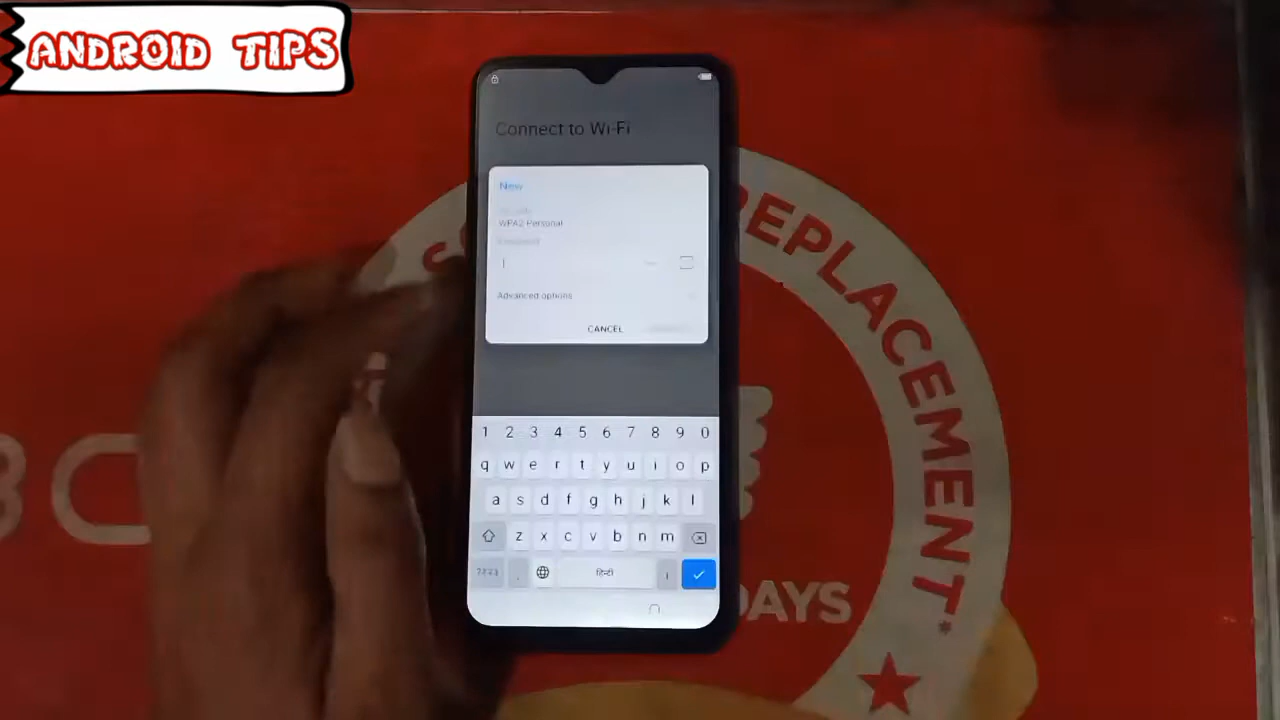 ANDROID TIPS
Connect to Wi-Fi
New
WPA2 Personal
Password
Advanced options
CANCEL
1 2 3 4 5 6 7 8 9 0
q w e r t y u i o p
a s d f g h j k l
z x c v b n m
हिन्दी
REPLACEMENT*
DAYS